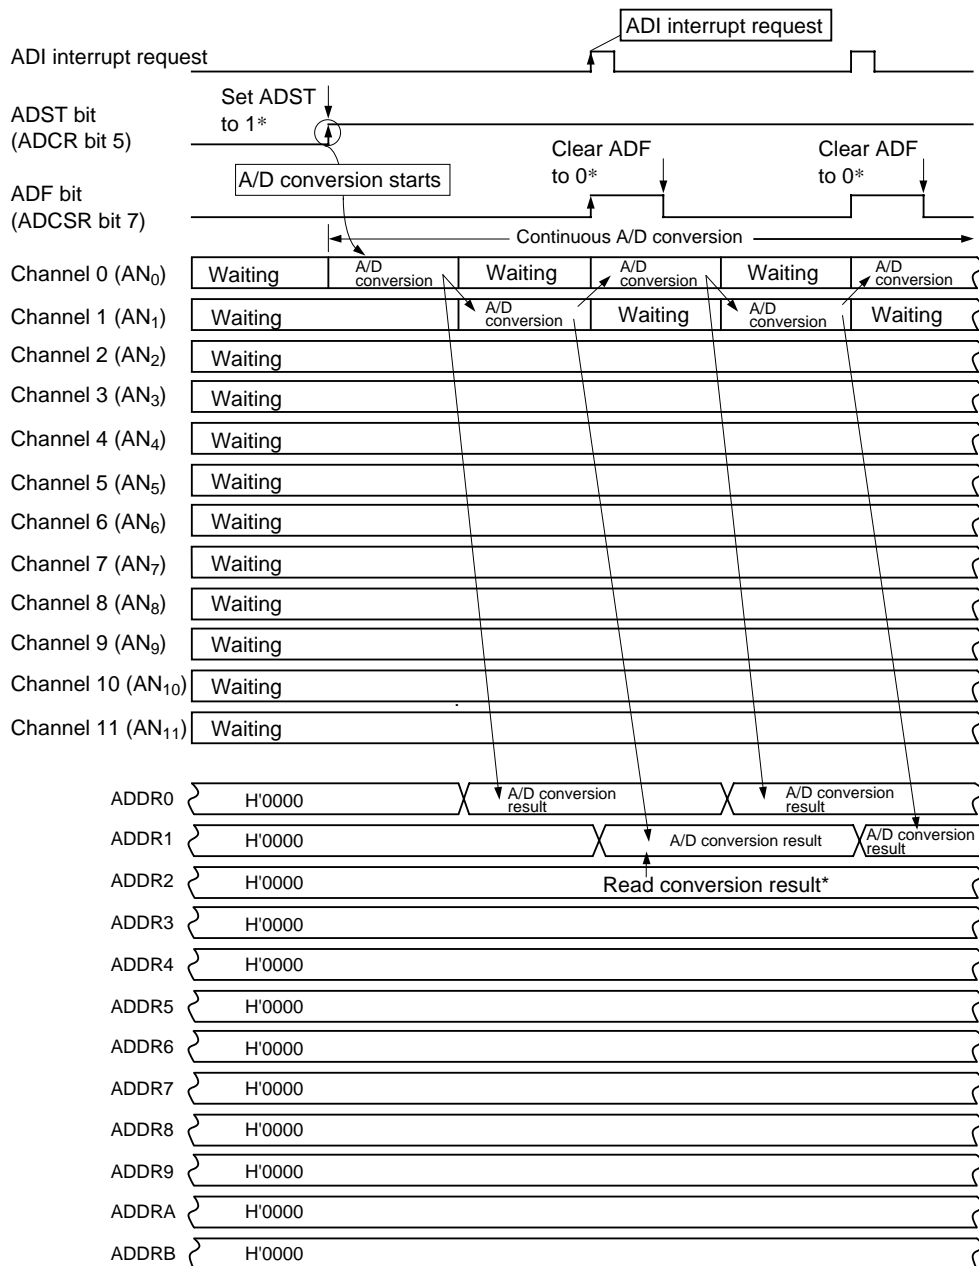 ADI interrupt request
ADI interrupt request
Set ADST
to 1*
ADST bit
(ADCR bit 5)
A/D conversion starts
Clear ADF
to 0*
Clear ADF
to 0*
ADF bit
(ADCSR bit 7)
Continuous A/D conversion
Channel 0 (AN0) Waiting A/D conversion Waiting A/D conversion Waiting A/D conversion
Channel 1 (AN1) Waiting A/D conversion Waiting A/D conversion Waiting
Channel 2 (AN2) Waiting
Channel 3 (AN3) Waiting
Channel 4 (AN4) Waiting
Channel 5 (AN5) Waiting
Channel 6 (AN6) Waiting
Channel 7 (AN7) Waiting
Channel 8 (AN8) Waiting
Channel 9 (AN9) Waiting
Channel 10 (AN10) Waiting
Channel 11 (AN11) Waiting
ADDR0 H'0000 A/D conversion result A/D conversion result
ADDR1 H'0000 A/D conversion result A/D conversion result
ADDR2 H'0000 Read conversion result*
ADDR3 H'0000
ADDR4 H'0000
ADDR5 H'0000
ADDR6 H'0000
ADDR7 H'0000
ADDR8 H'0000
ADDR9 H'0000
ADDRA H'0000
ADDRB H'0000